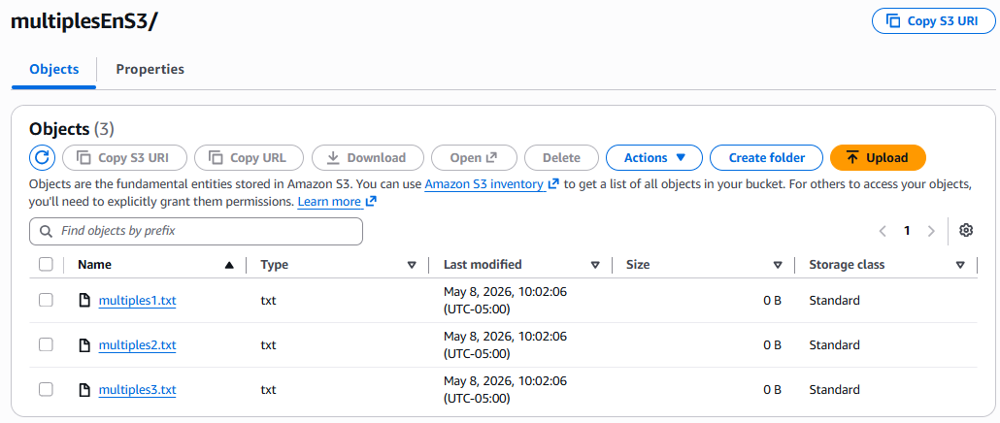 multiplesEnS3/
Copy S3 URI
Objects
Properties
Objects (3)
Copy S3 URI
Copy URL
Download
Open
Delete
Actions
Create folder
Upload
Objects are the fundamental entities stored in Amazon S3. You can use Amazon S3 inventory to get a list of all objects in your bucket. For others to access your objects,
you'll need to explicitly grant them permissions. Learn more
Find objects by prefix
1
Name Type Last modified Size Storage class
multiples1.txt txt May 8, 2026, 10:02:06 (UTC-05:00) 0 B Standard
multiples2.txt txt May 8, 2026, 10:02:06 (UTC-05:00) 0 B Standard
multiples3.txt txt May 8, 2026, 10:02:06 (UTC-05:00) 0 B Standard